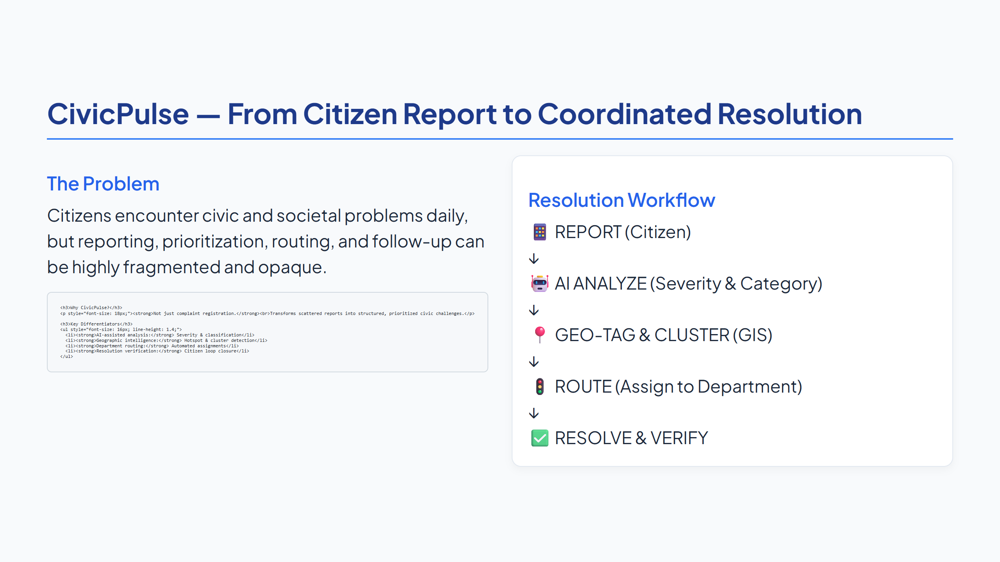 CivicPulse — From Citizen Report to Coordinated Resolution
The Problem
Citizens encounter civic and societal problems daily,
but reporting, prioritization, routing, and follow-up can
be highly fragmented and opaque.
<h3>Why CivicPulse?</h3>
<p style="font-size: 18px;"><strong>Not just complaint registration.</strong><br>Transforms scattered reports into structured, prioritized civic challenges.</p>
<h3>Key Differentiators</h3>
<ul style="font-size: 16px; line-height: 1.4;">
<li><strong>AI-assisted analysis:</strong> Severity & classification</li>
<li><strong>Geographic intelligence:</strong> Hotspot & cluster detection</li>
<li><strong>Department routing:</strong> Automated assignments</li>
<li><strong>Resolution verification:</strong> Citizen loop closure</li>
</ul>
Resolution Workflow
📱 REPORT (Citizen)
↓
🤖 AI ANALYZE (Severity & Category)
↓
📍 GEO-TAG & CLUSTER (GIS)
↓
🚦 ROUTE (Assign to Department)
↓
✅ RESOLVE & VERIFY